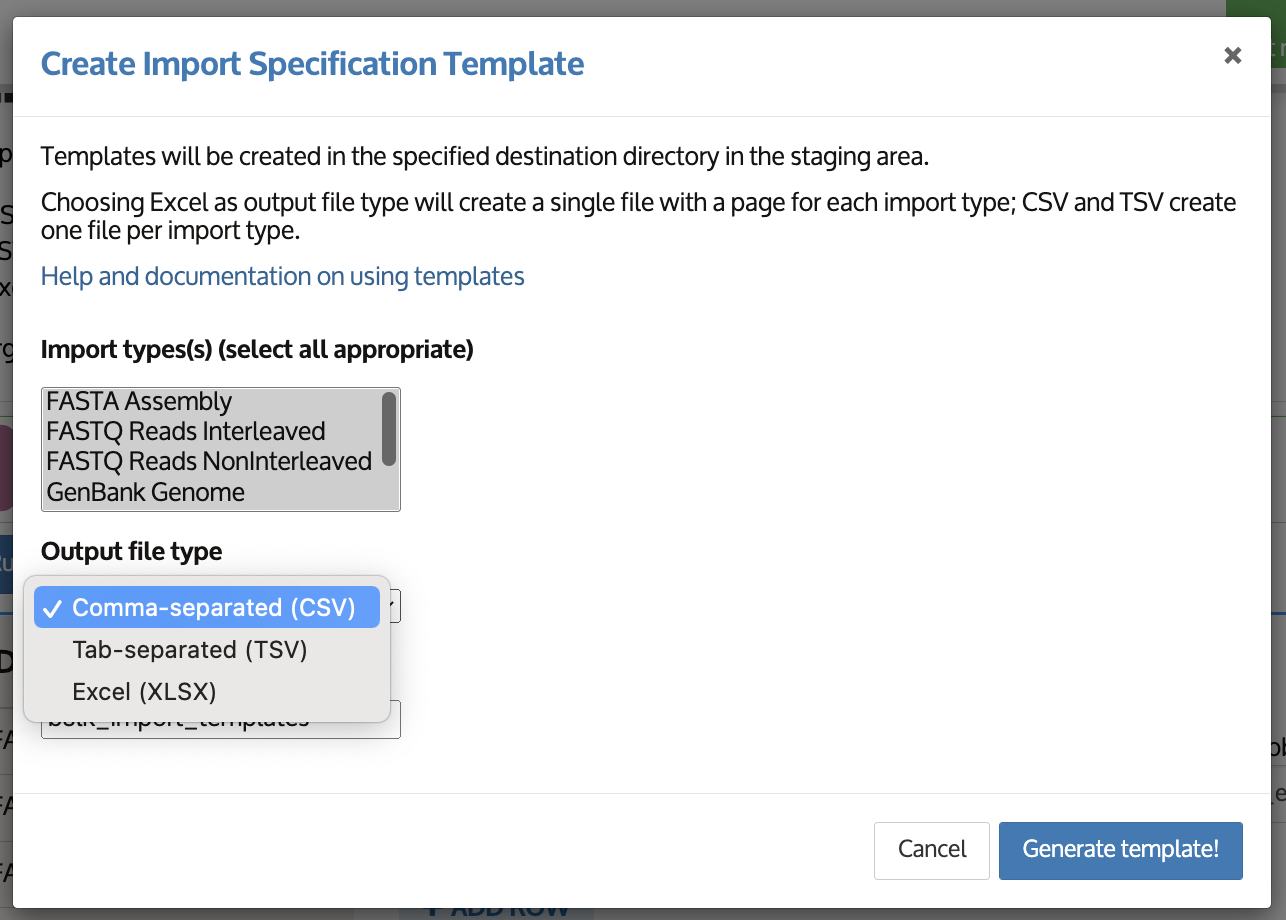 Create Import Specification Template
×
Templates will be created in the specified destination directory in the staging area.
Choosing Excel as output file type will create a single file with a page for each import type; CSV and TSV create
one file per import type.
Help and documentation on using templates
Import types(s) (select all appropriate)
FASTA Assembly
FASTQ Reads Interleaved
FASTQ Reads NonInterleaved
GenBank Genome
Output file type
✓ Comma-separated (CSV)
Tab-separated (TSV)
Excel (XLSX)
bulk_import_templates
Cancel
Generate template!
+ ADD ROW